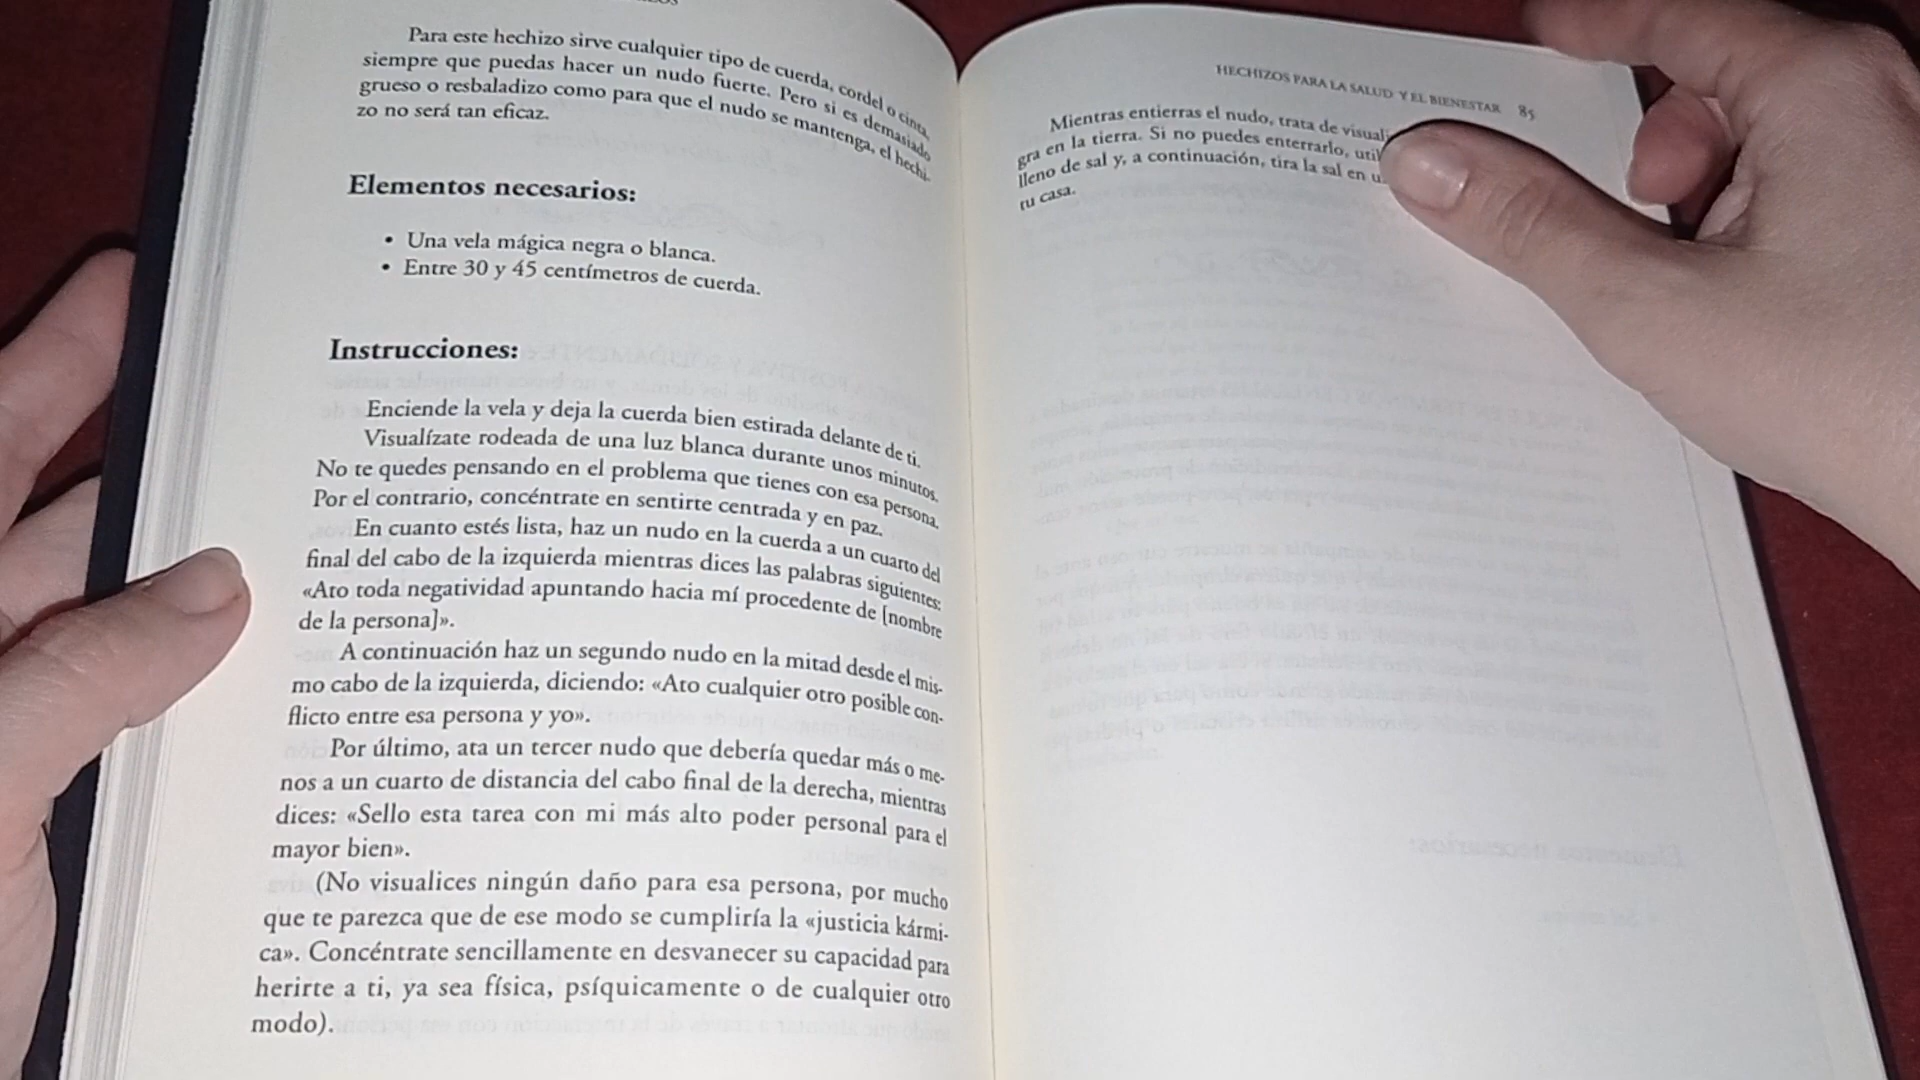 Para este hechizo sirve cualquier tipo de cuerda, cordel o cinta,
siempre que puedas hacer un nudo fuerte. Pero si es demasiado
grueso o resbaladizo como para que el nudo se mantenga, el hechi-
zo no será tan eficaz.
Elementos necesarios:
• Una vela mágica negra o blanca.
• Entre 30 y 45 centímetros de cuerda.
Instrucciones:
Enciende la vela y deja la cuerda bien estirada delante de ti.
Visualízate rodeada de una luz blanca durante unos minutos.
No te quedes pensando en el problema que tienes con esa persona.
Por el contrario, concéntrate en sentirte centrada y en paz.
En cuanto estés lista, haz un nudo en la cuerda a un cuarto del
final del cabo de la izquierda mientras dices las palabras siguientes:
«Ato toda negatividad apuntando hacia mí procedente de [nombre
de la persona]».
A continuación haz un segundo nudo en la mitad desde el mis-
mo cabo de la izquierda, diciendo: «Ato cualquier otro posible con-
flicto entre esa persona y yo».
Por último, ata un tercer nudo que debería quedar más o me-
nos a un cuarto de distancia del cabo final de la derecha, mientras
dices: «Sello esta tarea con mi más alto poder personal para el
mayor bien».
(No visualices ningún daño para esa persona, por mucho
que te parezca que de ese modo se cumpliría la «justicia kármi-
ca». Concéntrate sencillamente en desvanecer su capacidad para
herirte a ti, ya sea física, psíquicamente o de cualquier otro
modo).
HECHIZOS PARA LA SALUD Y EL BIENESTAR 85
Mientras entierras el nudo, trata de
gra en la tierra. Si no puedes enterrarlo,
lleno de sal y, a continuación, tira la sal en
tu casa.